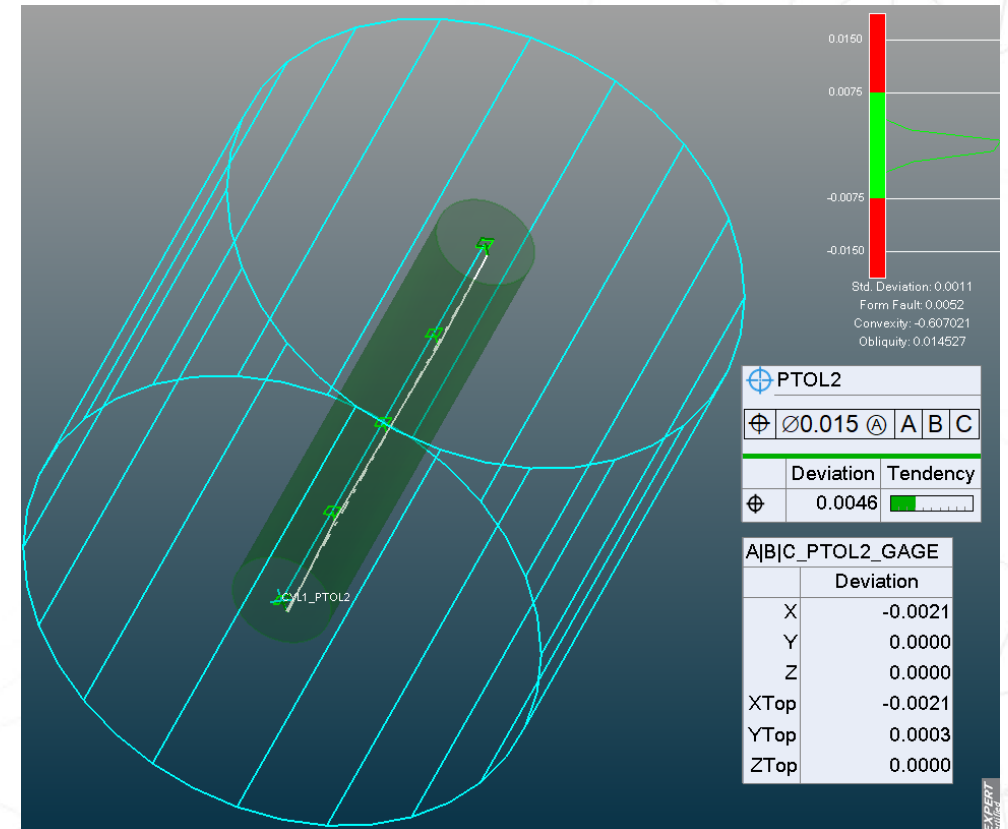 0.0150
0.0075
-0.0075
-0.0150
Std. Deviation: 0.0011
Form Fault: 0.0052
Convexity: -0.607021
Obliquity: 0.014527
PTOL2
⌖ ∅0.015 Ⓐ A B C
Deviation Tendency
⌖ 0.0046
A|B|C_PTOL2_GAGE
Deviation
X -0.0021
Y 0.0000
Z 0.0000
XTop -0.0021
YTop 0.0003
ZTop 0.0000
CYL1_PTOL2
EXPERT